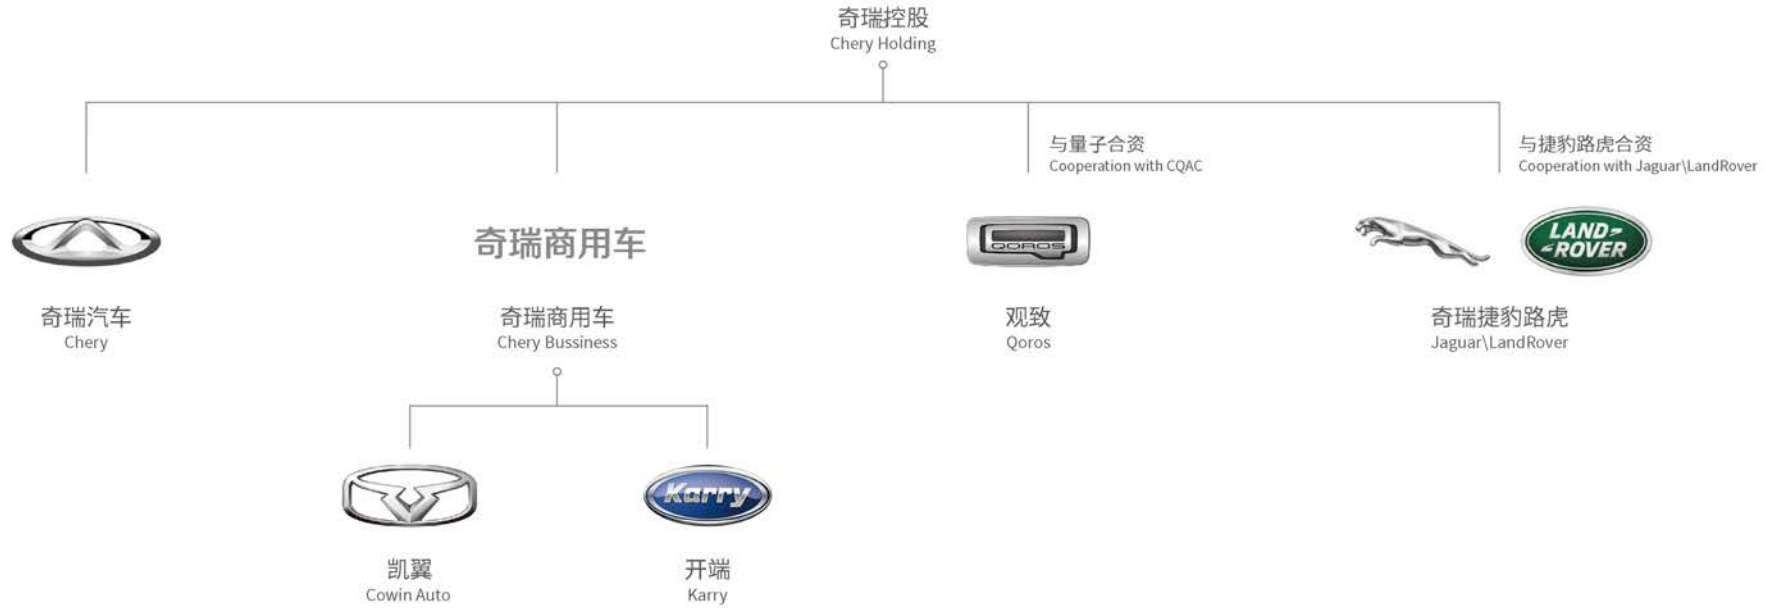 奇瑞控股
Chery Holding
与量子合资
Cooperation with CQAC
与捷豹路虎合资
Cooperation with Jaguar\LandRover
奇瑞商用车
QOROS
LAND-
ROVER
奇瑞汽车
Chery
奇瑞商用车
Chery Bussiness
观致
Qoros
奇瑞捷豹路虎
Jaguar\LandRover
Karry
凯翼
Cowin Auto
开端
Karry